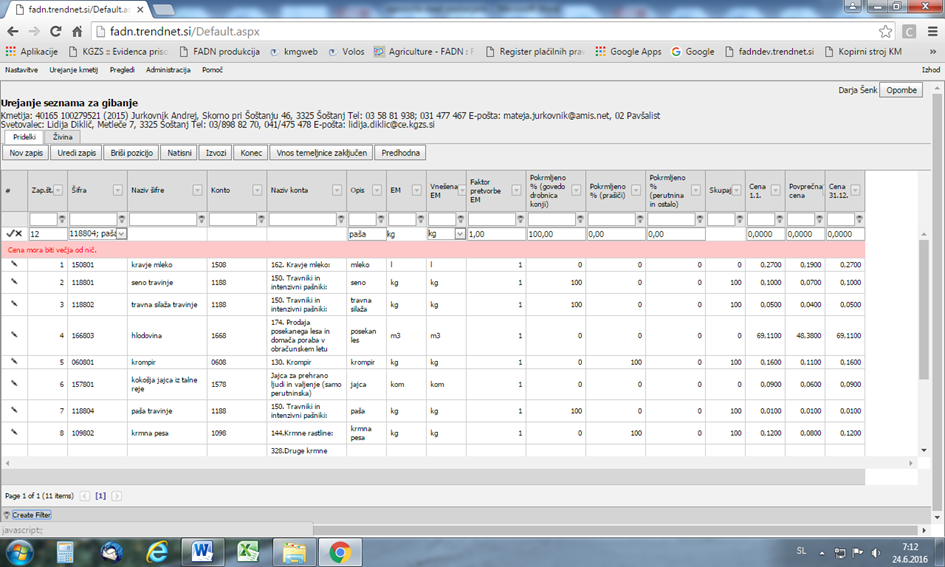 fadn.trendnet.si/Default.as
fadn.trendnet.si/Default.aspx
Aplikacije KGZS :: Evidenca priso FADN produkcija kmgweb Volos Agriculture - FADN : F Register plačilnih prav Google Apps Google fadndev.trendnet.si Kopirni stroj KM
Nastavitve Urejanje kmetij Pregledi Administracija Pomoč Izhod
Darja Šenk Opombe
Urejanje seznama za gibanje
Kmetija: 40165 100279521 (2015) Jurkovnik Andrej, Skorno pri Šoštanju 46, 3325 Šoštanj Tel: 03 58 81 938; 031 477 467 E-pošta: mateja.jurkovnik@amis.net, 02 Pavšalist
Svetovalec: Lidija Diklič, Metleče 7, 3325 Šoštanj Tel: 03/898 82 70, 041/475 478 E-pošta: lidija.diklic@ce.kgzs.si
Pridelki Živina
Nov zapis Uredi zapis Briši pozicijo Natisni Izvozi Konec Vnos temeljnice zaključen Predhodna
# Zap.št. Šifra Naziv šifre Konto Naziv konta Opis EM Vnešena EM Faktor pretvorbe EM Pokrmljeno % (govedo drobnica konji) Pokrmljeno % (prašiči) Pokrmljeno % (perutnina in ostalo) Skupaj Cena 1.1. Povprečna cena Cena 31.12.
12 118804; paša paša kg kg 1,00 100,00 0,00 0,00 0,0000 0,0000 0,0000
Cena mora biti večja od nič.
1 150801 kravje mleko 1508 162. Kravje mleko: mleko l l 1 0 0 0 0 0,2700 0,1900 0,2700
2 118801 seno travinje 1188 150. Travniki in intenzivni pašniki: seno kg kg 1 100 0 0 100 0,1000 0,0700 0,1000
3 118802 travna silaža travinje 1188 150. Travniki in intenzivni pašniki: travna silaža kg kg 1 100 0 0 100 0,0500 0,0400 0,0500
4 166803 hlodovina 1668 174. Prodaja posekanega lesa in domača poraba v obračunskem letu posekan les m3 m3 1 0 0 0 0 69,1100 48,3800 69,1100
5 060801 krompir 0608 130. Krompir krompir kg kg 1 0 100 0 100 0,1600 0,1100 0,1600
6 157801 kokošja jajca iz talne reje 1578 Jajca za prehrano ljudi in valjenje (samo perutninska) jajca kom kom 1 0 0 0 0 0,0900 0,0600 0,0900
7 118804 paša travinje 1188 150. Travniki in intenzivni pašniki: paša kg kg 1 100 0 0 100 0,0100 0,0100 0,0100
8 109802 krmna pesa 1098 144.Krmne rastline: krmna pesa kg kg 1 0 100 0 100 0,1200 0,0800 0,1200
328.Druge krmne
Page 1 of 1 (11 items) [1]
Create Filter
javascript:;
SL 7:12
24.6.2016